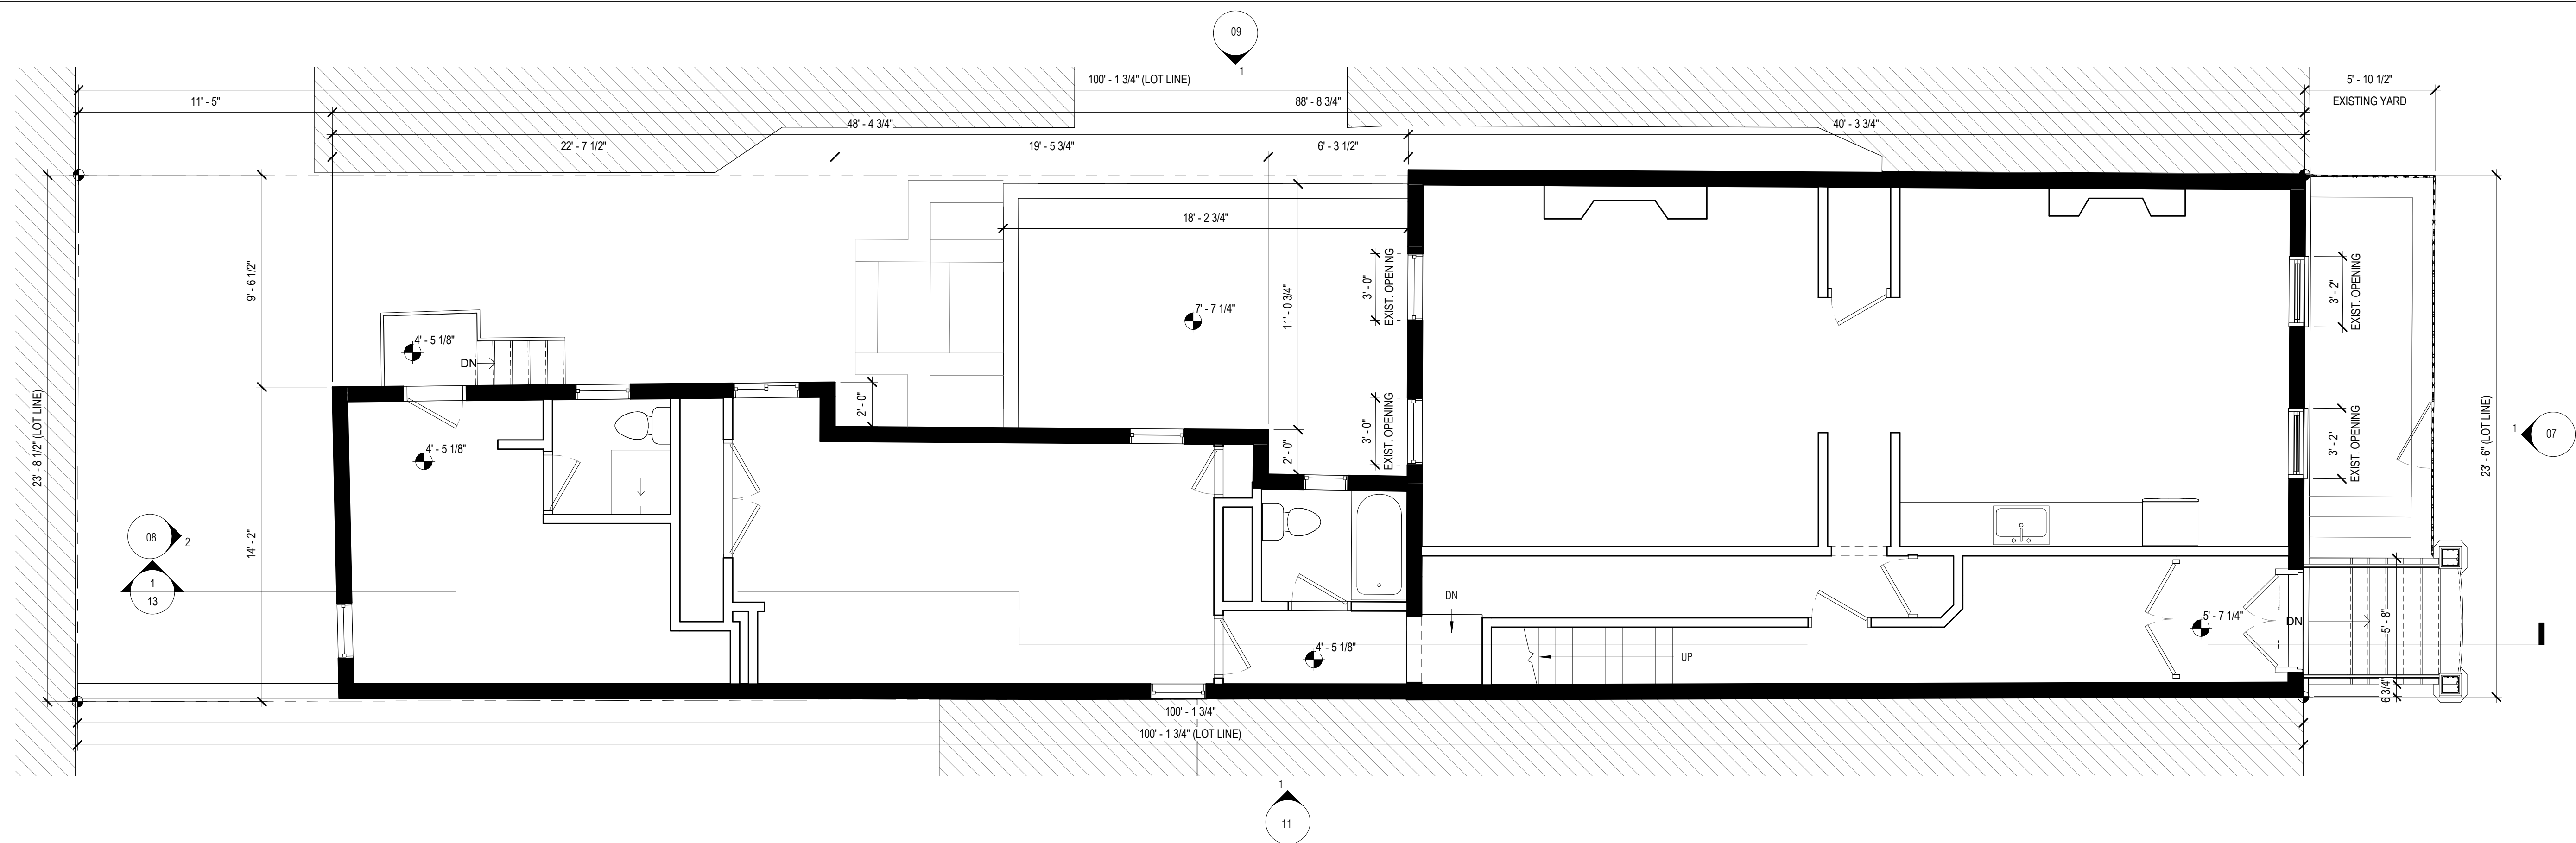 09
1
100' - 1 3/4" (LOT LINE)
5' - 10 1/2"
EXISTING YARD
11' - 5"
88' - 8 3/4"
48' - 4 3/4"
40' - 3 3/4"
22' - 7 1/2"
19' - 5 3/4"
6' - 3 1/2"
18' - 2 3/4"
9' - 6 1/2"
11' - 0 3/4"
3' - 0"
EXIST. OPENING
3' - 2"
EXIST. OPENING
7' - 7 1/4"
4' - 5 1/8"
DN
2' - 0"
23' - 8 1/2" (LOT LINE)
4' - 5 1/8"
2' - 0"
3' - 0"
EXIST. OPENING
3' - 2"
EXIST. OPENING
23' - 6" (LOT LINE)
1
07
08
2
14' - 2"
1
13
DN
5' - 7 1/4"
DN
5' - 8"
4' - 5 1/8"
UP
6 3/4"
100' - 1 3/4"
100' - 1 3/4" (LOT LINE)
1
11